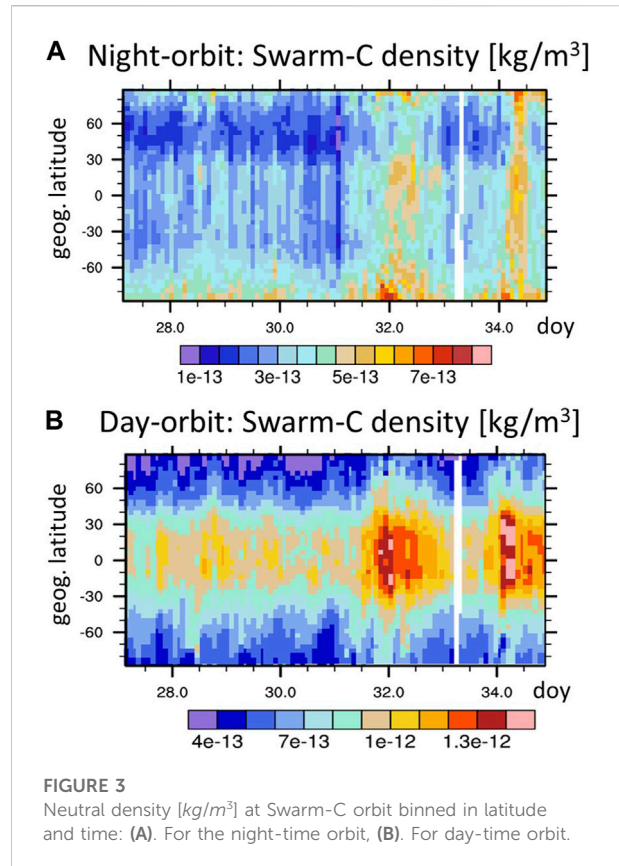 A Night-orbit: Swarm-C density [kg/m³]
geog. latitude
60
30
0
-30
-60
28.0 30.0 32.0 34.0 doy
1e-13 3e-13 5e-13 7e-13
B Day-orbit: Swarm-C density [kg/m³]
geog. latitude
60
30
0
-30
-60
28.0 30.0 32.0 34.0 doy
4e-13 7e-13 1e-12 1.3e-12
FIGURE 3
Neutral density [kg/m³] at Swarm-C orbit binned in latitude
and time: (A). For the night-time orbit, (B). For day-time orbit.